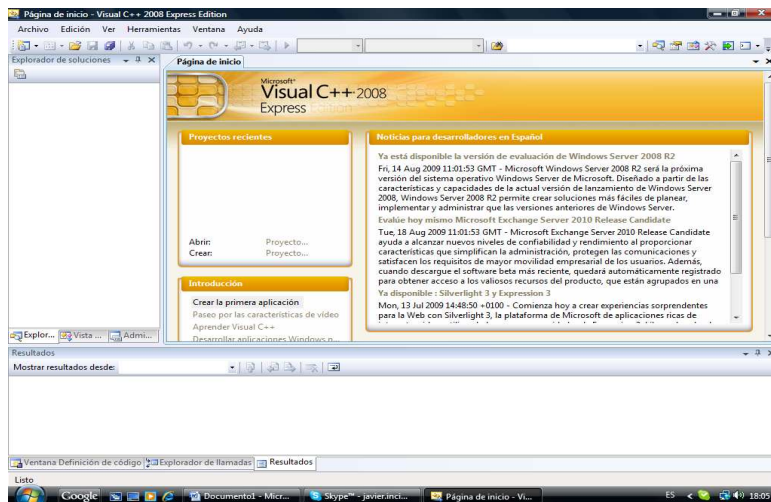 Página de inicio - Visual C++ 2008 Express Edition
Archivo Edición Ver Herramientas Ventana Ayuda
Explorador de soluciones
Página de inicio
Microsoft®
Visual C++ 2008
Express
Proyectos recientes
Abrir: Proyecto...
Crear: Proyecto...
Introducción
Crear la primera aplicación
Paseo por las características de vídeo
Aprender Visual C++
Desarrollar aplicaciones Windows n...
Noticias para desarrolladores en Español
Ya está disponible la versión de evaluación de Windows Server 2008 R2
Fri, 14 Aug 2009 11:01:53 GMT - Microsoft Windows Server 2008 R2 será la próxima
versión del sistema operativo Windows Server de Microsoft. Diseñado a partir de las
características y capacidades de la actual versión de lanzamiento de Windows Server
2008, Windows Server 2008 R2 permite crear soluciones más fáciles de planear,
implementar y administrar que las versiones anteriores de Windows Server.
Evalúe hoy mismo Microsoft Exchange Server 2010 Release Candidate
Tue, 18 Aug 2009 11:01:53 GMT - Microsoft Exchange Server 2010 Release Candidate
ayuda a alcanzar nuevos niveles de confiabilidad y rendimiento al proporcionar
características que simplifican la administración, protegen las comunicaciones y
satisfacen los requisitos de mayor movilidad empresarial de los usuarios. Además,
cuando descargue el software beta más reciente, quedará automáticamente registrado
para obtener acceso a los valiosos recursos del producto, que están agrupados en una
Ya disponible : Silverlight 3 y Expression 3
Mon, 13 Jul 2009 14:48:50 +0100 - Comienza hoy a crear experiencias sorprendentes
para la Web con Silverlight 3, la plataforma de Microsoft de aplicaciones ricas de
Explor... Vista ... Admi...
Resultados
Mostrar resultados desde:
Ventana Definición de código Explorador de llamadas Resultados
Listo
Google Documento1 - Micr... Skype™ - javier.inci... Página de inicio - Vi... ES 18:05